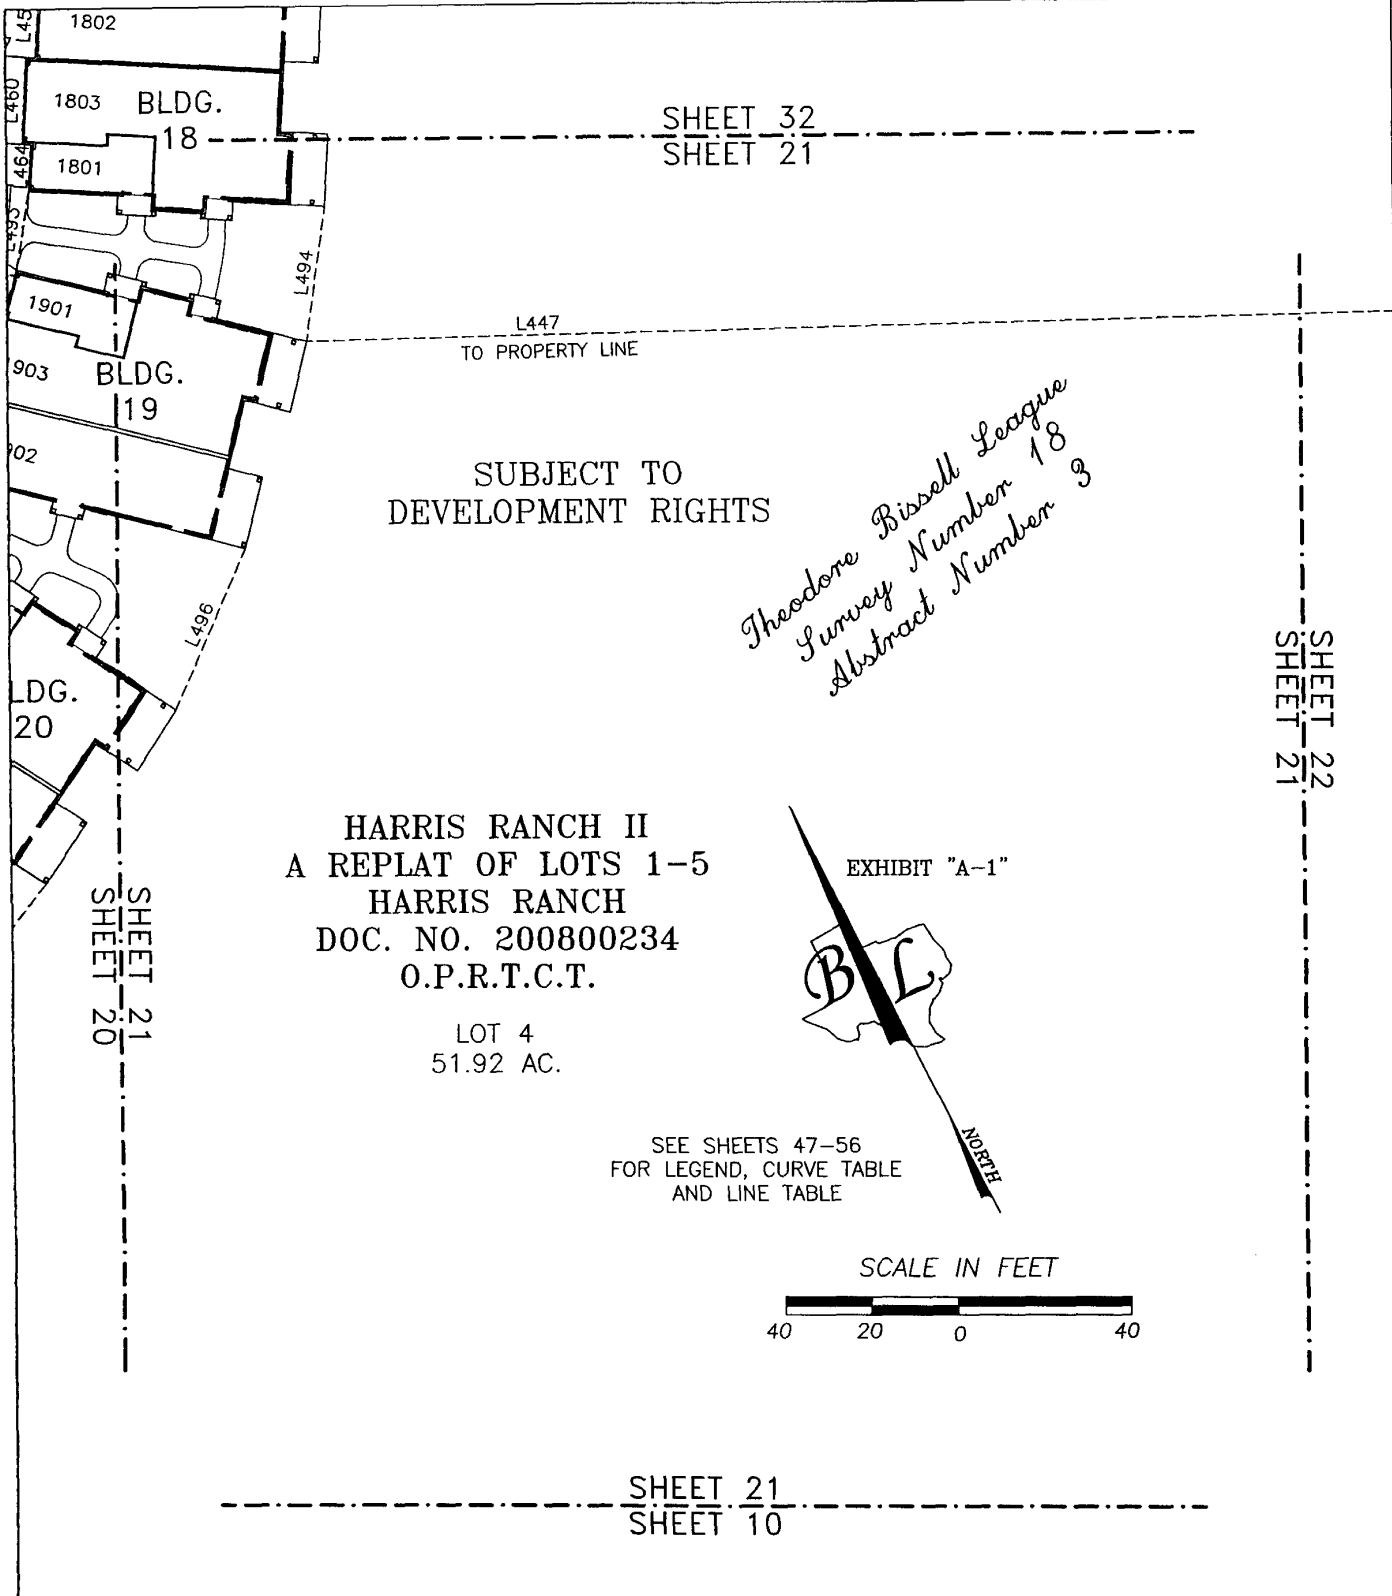 L45
1802
L460
1803
BLDG.
18
L464
1801
SHEET 32
SHEET 21
L493
L494
1901
L447
TO PROPERTY LINE
903
BLDG.
19
902
SUBJECT TO
DEVELOPMENT RIGHTS
Theodore Bissell League
Survey Number 18
Abstract Number 3
L496
LDG.
20
SHEET 22
SHEET 21
HARRIS RANCH II
A REPLAT OF LOTS 1-5
HARRIS RANCH
DOC. NO. 200800234
O.P.R.T.C.T.
LOT 4
51.92 AC.
EXHIBIT "A-1"
B L
SHEET 21
SHEET 20
NORTH
SEE SHEETS 47-56
FOR LEGEND, CURVE TABLE
AND LINE TABLE
SCALE IN FEET
40 20 0 40
SHEET 21
SHEET 10